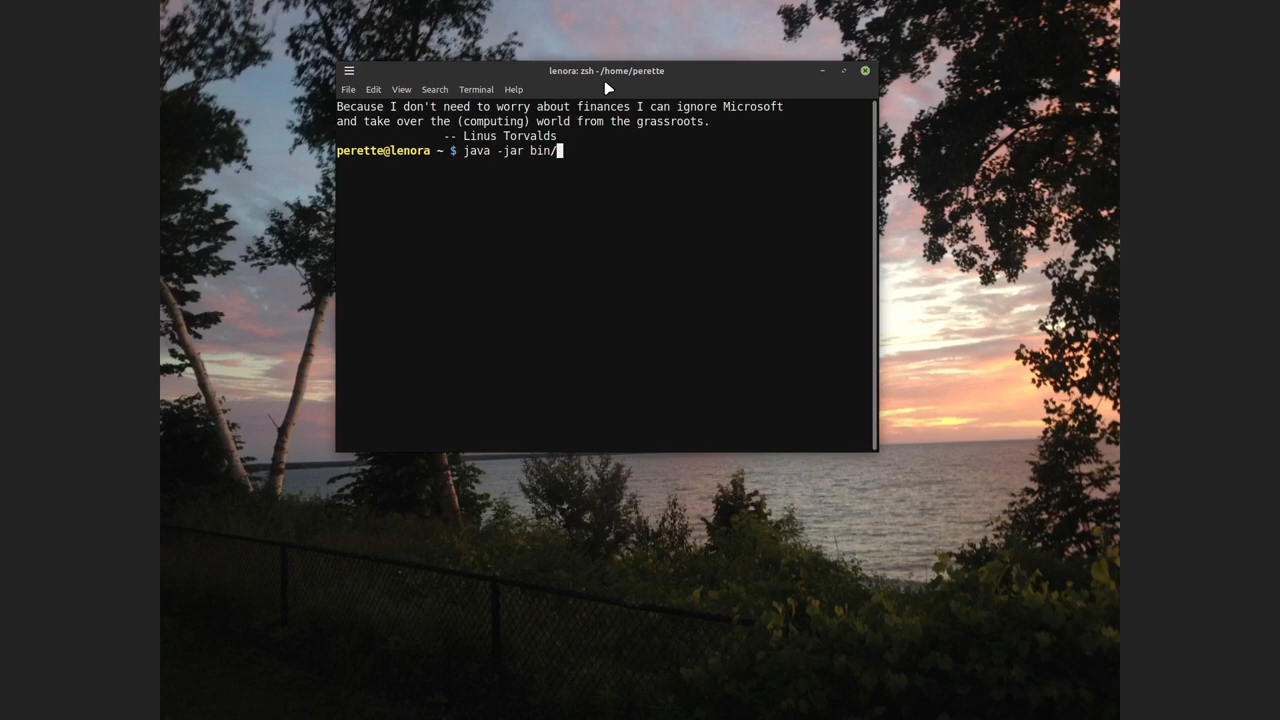 lenora: zsh - /home/perette
File Edit View Search Terminal Help
Because I don't need to worry about finances I can ignore Microsoft
and take over the (computing) world from the grassroots.
-- Linus Torvalds
perette@lenora ~ $ java -jar bin/